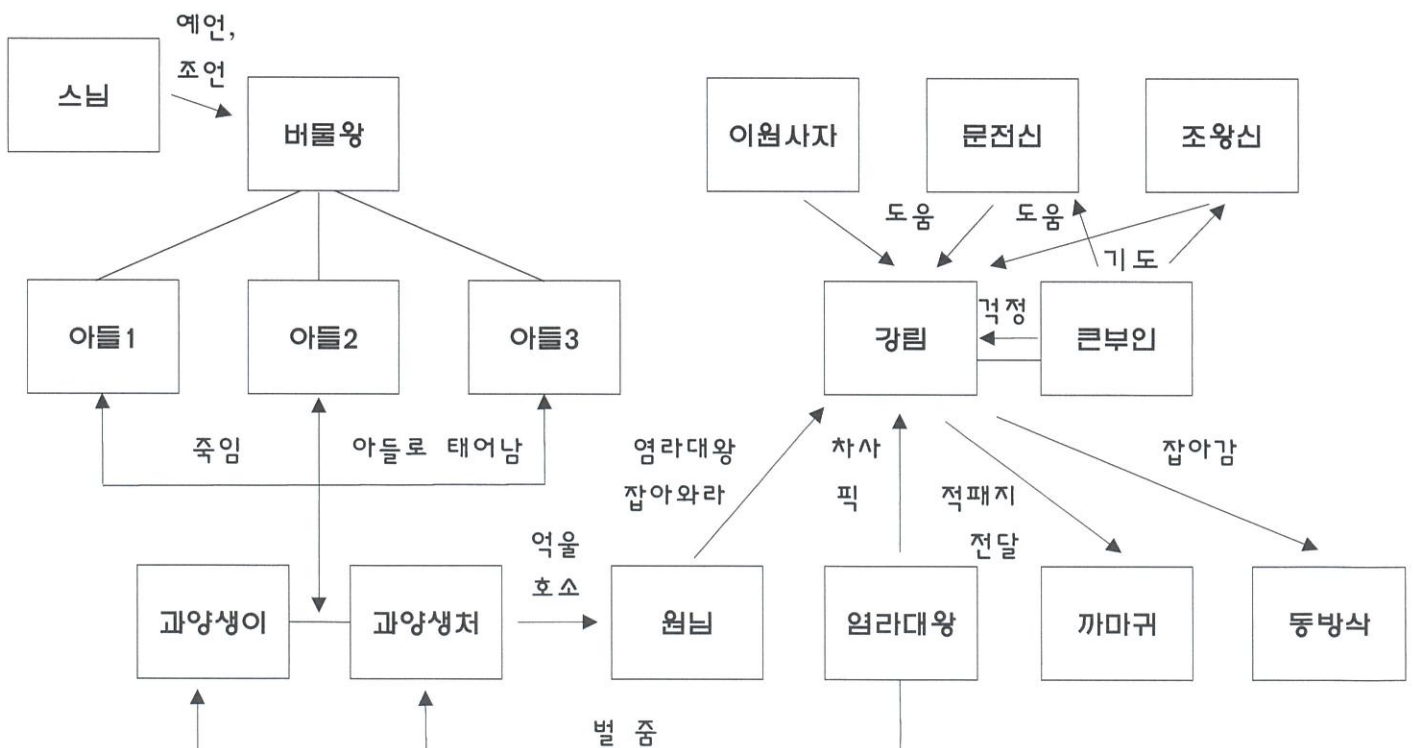 예언,
조언
스님
버물왕
이원사자
문전신
조왕신
도움
도움
기도
아들1
아들2
아들3
강림
걱정
큰부인
죽임
아들로 태어남
염라대왕
잡아와라
차사
픽
적패지
전달
잡아감
억울
호소
과양생이
과양생처
원님
염라대왕
까마귀
동방삭
벌 줌